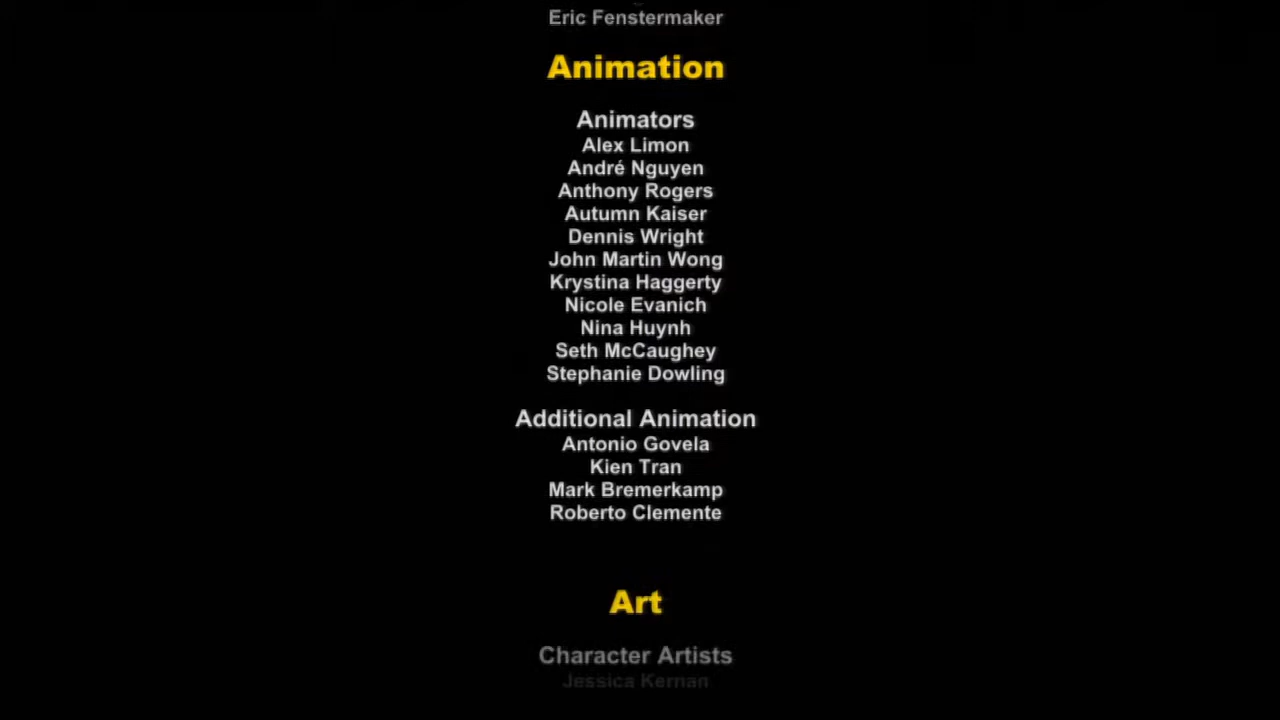 Eric Fenstermaker
Animation
Animators
Alex Limon
André Nguyen
Anthony Rogers
Autumn Kaiser
Dennis Wright
John Martin Wong
Krystina Haggerty
Nicole Evanich
Nina Huynh
Seth McCaughey
Stephanie Dowling
Additional Animation
Antonio Govela
Kien Tran
Mark Bremerkamp
Roberto Clemente
Art
Character Artists
Jessica Kernan